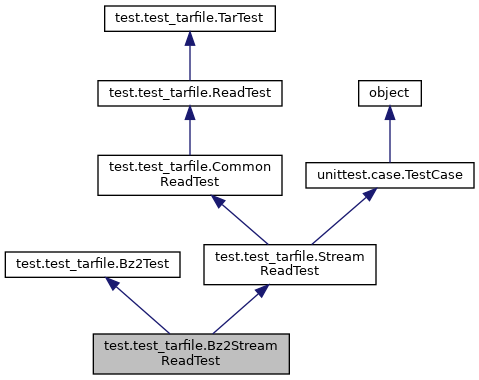 test.test_tarfile.TarTest
test.test_tarfile.ReadTest
object
test.test_tarfile.Common
ReadTest
unittest.case.TestCase
test.test_tarfile.Bz2Test
test.test_tarfile.Stream
ReadTest
test.test_tarfile.Bz2Stream
ReadTest